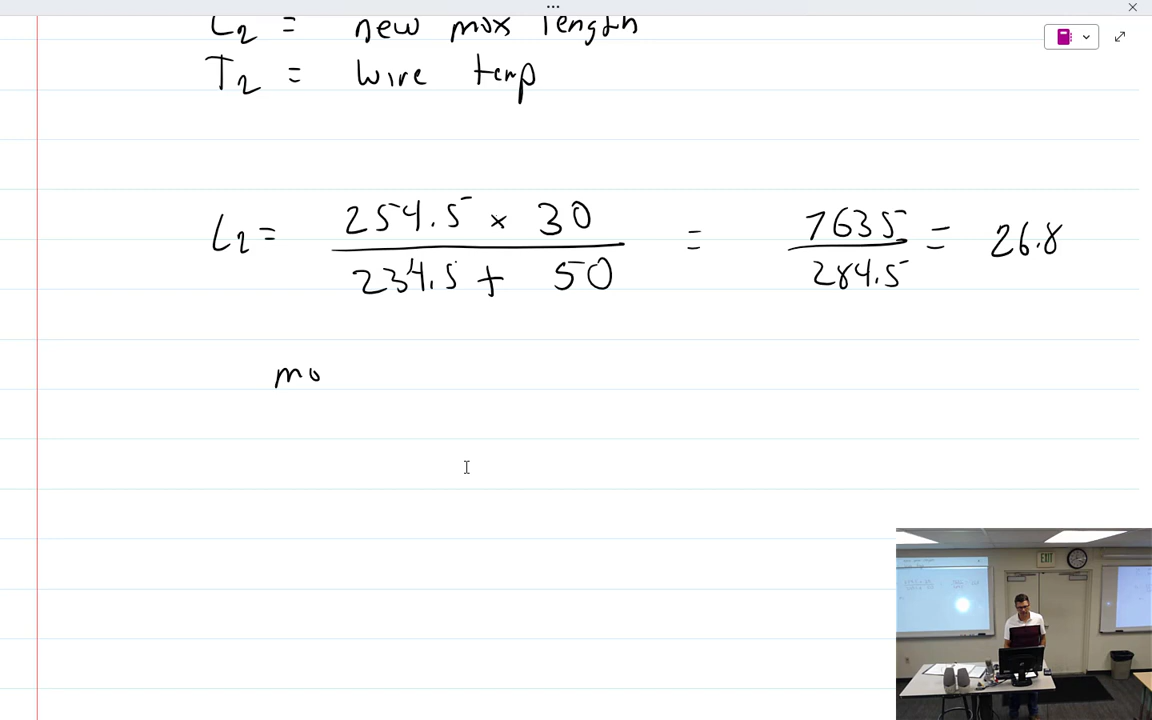 L2 = new max length
T2 = wire temp
L2 = 254.5 × 30 / 234.5 + 50 = 7635 / 284.5 = 26.8
mo
EXIT